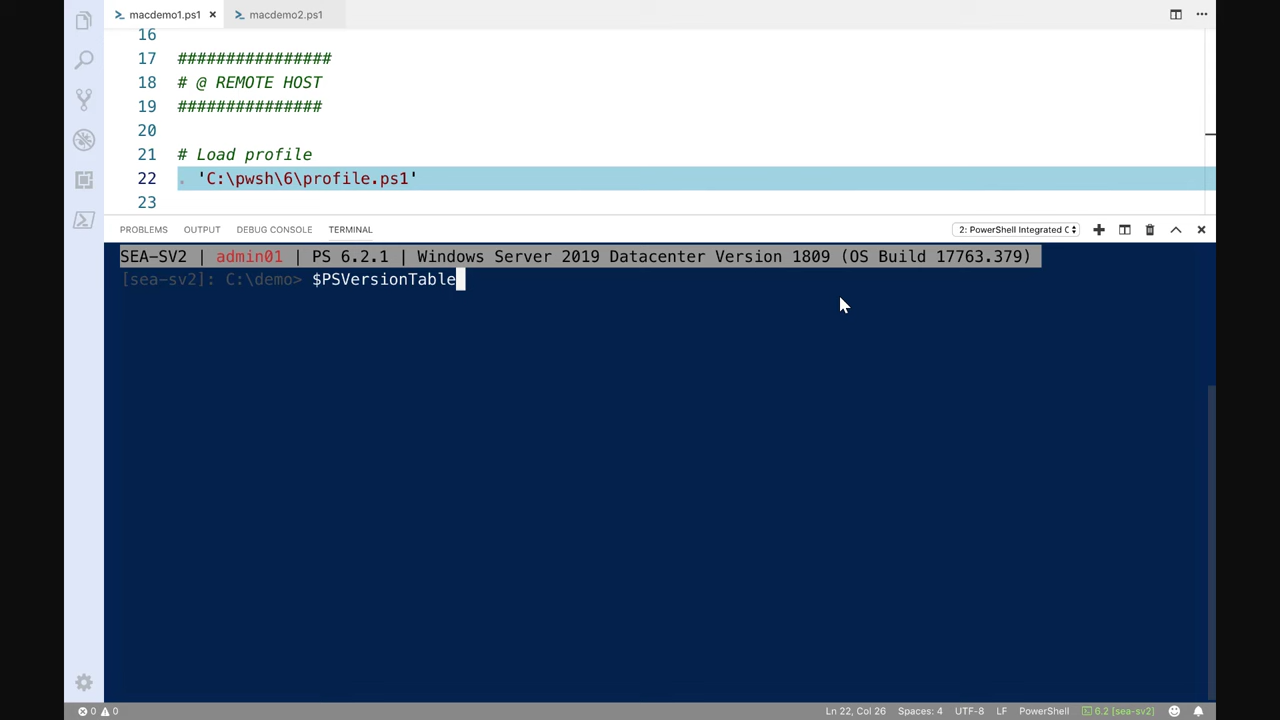 macdemo1.ps1 × macdemo2.ps1
16
17 ################
18 # @ REMOTE HOST
19 ###############
20
21 # Load profile
22 . 'C:\pwsh\6\profile.ps1'
23
PROBLEMS OUTPUT DEBUG CONSOLE TERMINAL 2: PowerShell Integrated C
SEA-SV2 | admin01 | PS 6.2.1 | Windows Server 2019 Datacenter Version 1809 (OS Build 17763.379)
[sea-sv2]: C:\demo> $PSVersionTable
0 0 Ln 22, Col 26 Spaces: 4 UTF-8 LF PowerShell 6.2 [sea-sv2]